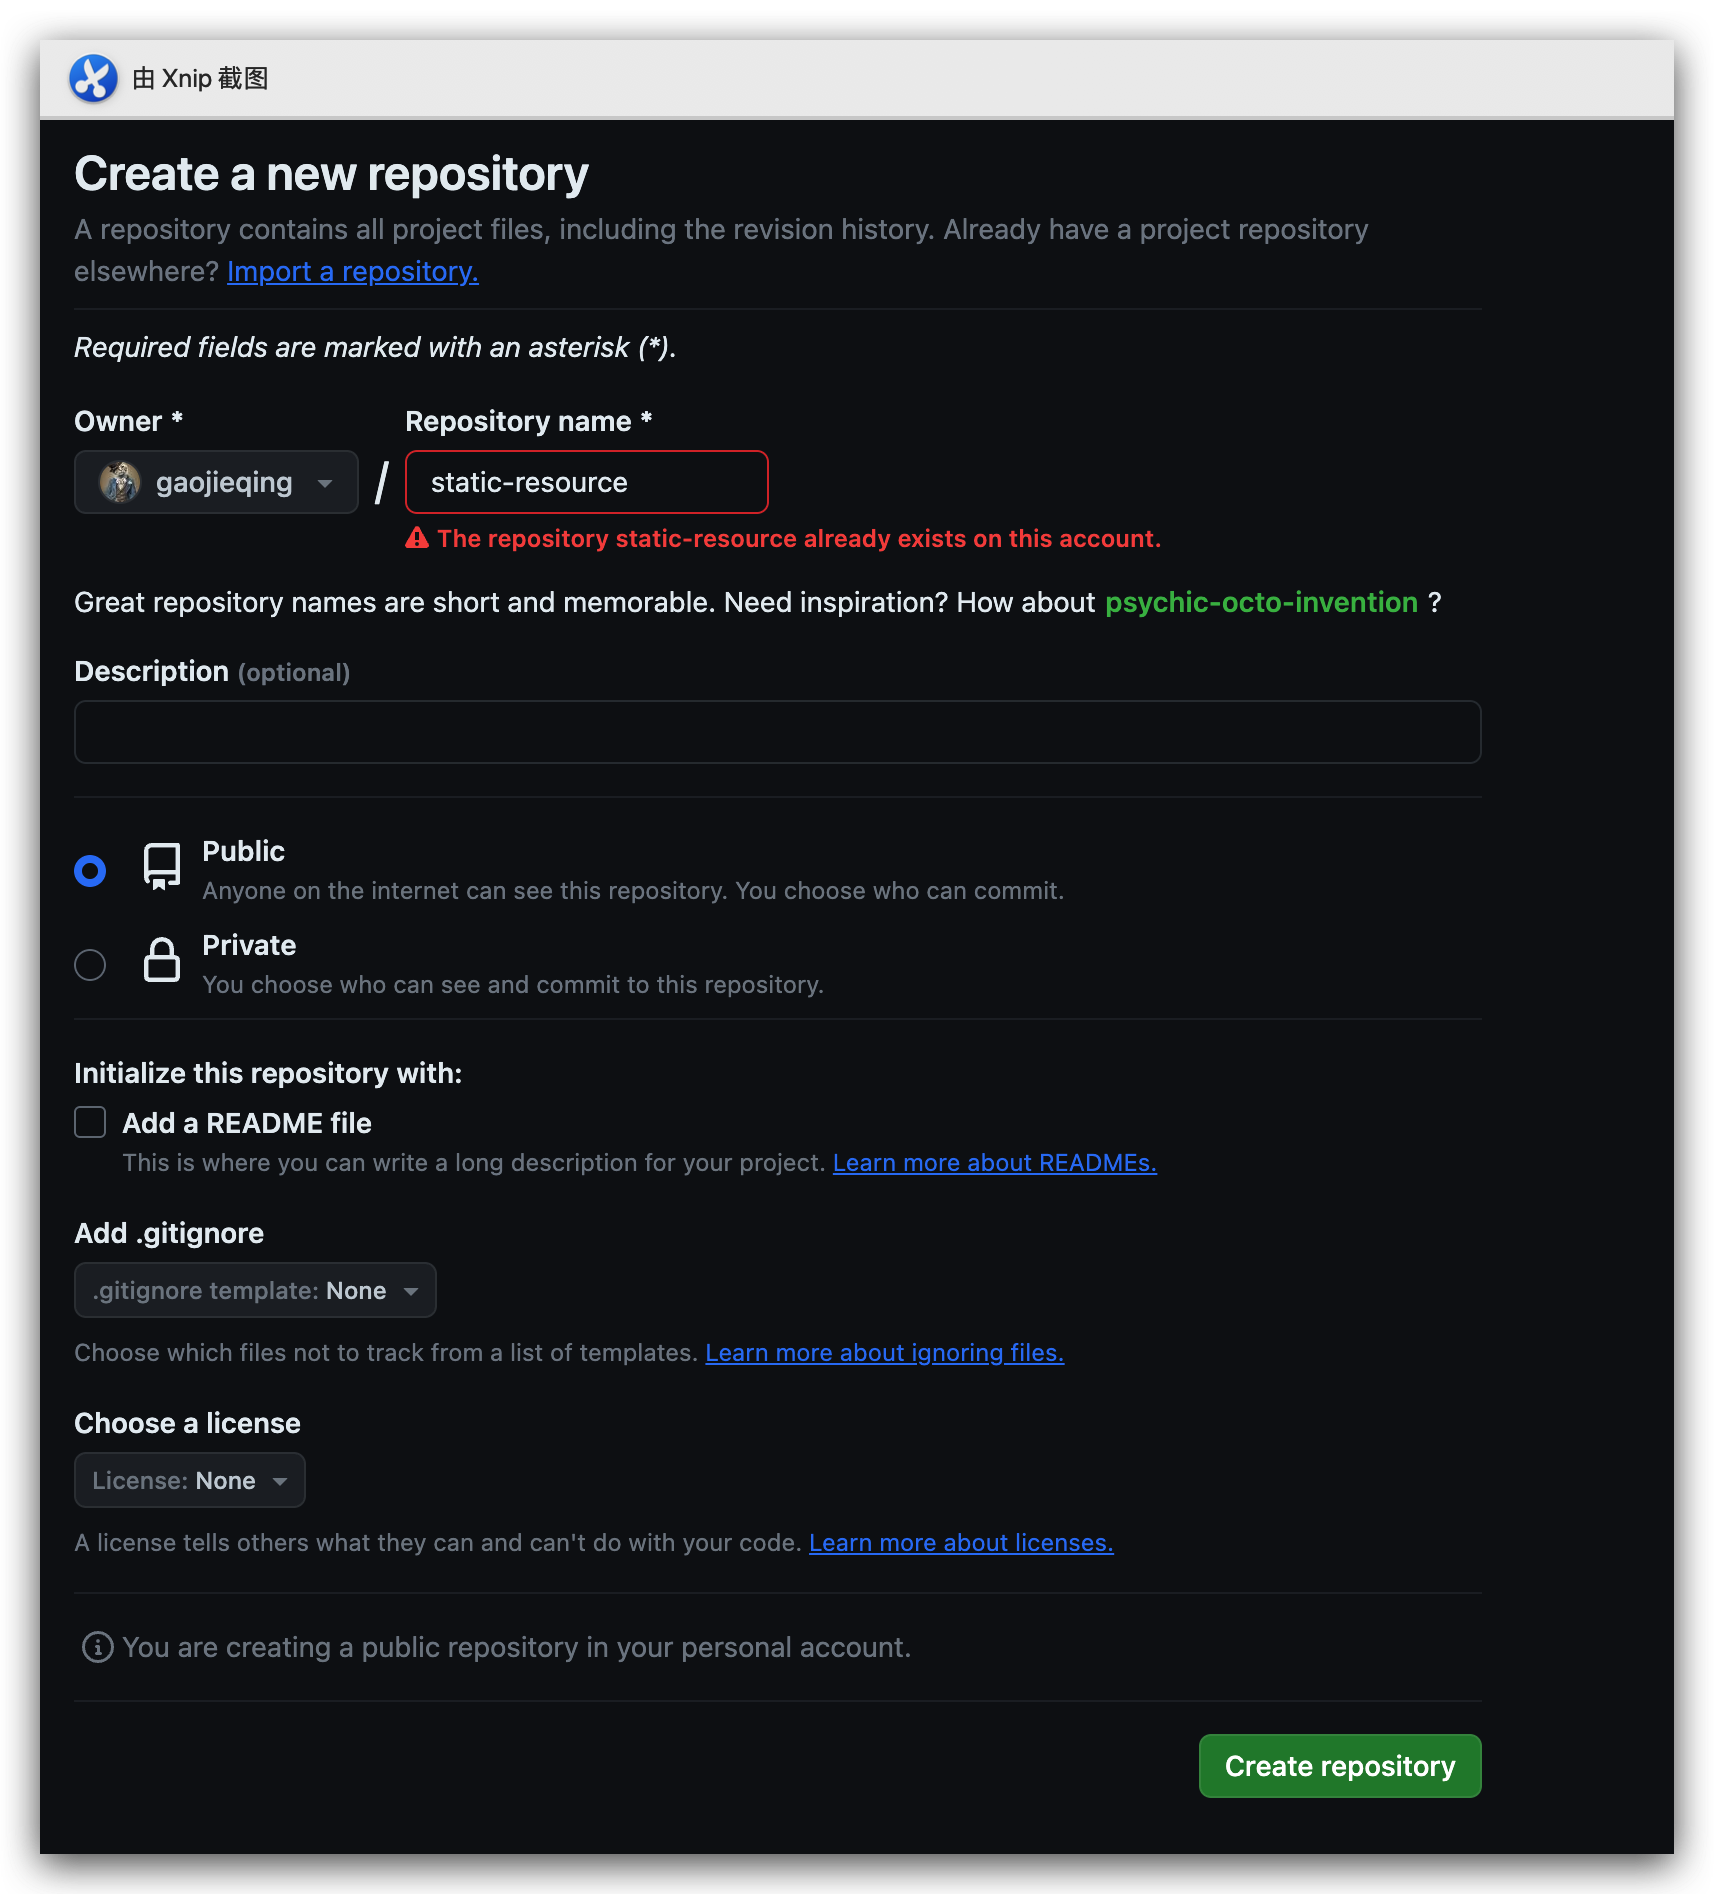 由 Xnip 截图
Create a new repository
A repository contains all project files, including the revision history. Already have a project repository
elsewhere? Import a repository.
Required fields are marked with an asterisk (*).
Owner * Repository name *
gaojieqing / static-resource
The repository static-resource already exists on this account.
Great repository names are short and memorable. Need inspiration? How about psychic-octo-invention ?
Description (optional)
Public
Anyone on the internet can see this repository. You choose who can commit.
Private
You choose who can see and commit to this repository.
Initialize this repository with:
Add a README file
This is where you can write a long description for your project. Learn more about READMEs.
Add .gitignore
.gitignore template: None
Choose which files not to track from a list of templates. Learn more about ignoring files.
Choose a license
License: None
A license tells others what they can and can't do with your code. Learn more about licenses.
You are creating a public repository in your personal account.
Create repository